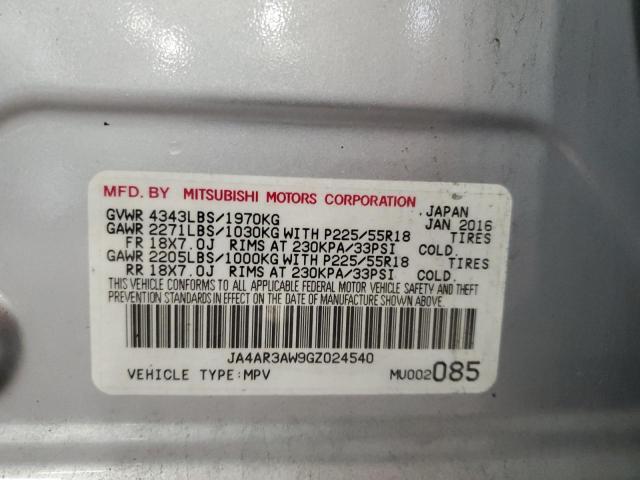 MFD. BY MITSUBISHI MOTORS CORPORATION
GVWR 4343LBS/1970KG JAPAN JAN 2016
GAWR 2271LBS/1030KG WITH P225/55R18 TIRES
FR 18X7.0J RIMS AT 230KPA/33PSI COLD.
GAWR 2205LBS/1000KG WITH P225/55R18 TIRES
RR 18X7.0J RIMS AT 230KPA/33PSI COLD.
THIS VEHICLE CONFORMS TO ALL APPLICABLE FEDERAL MOTOR VEHICLE SAFETY AND THEFT
PREVENTION STANDARDS IN EFFECT ON THE DATE OF MANUFACTURE SHOWN ABOVE.
JA4AR3AW9GZ024540
VEHICLE TYPE:MPV MU002085